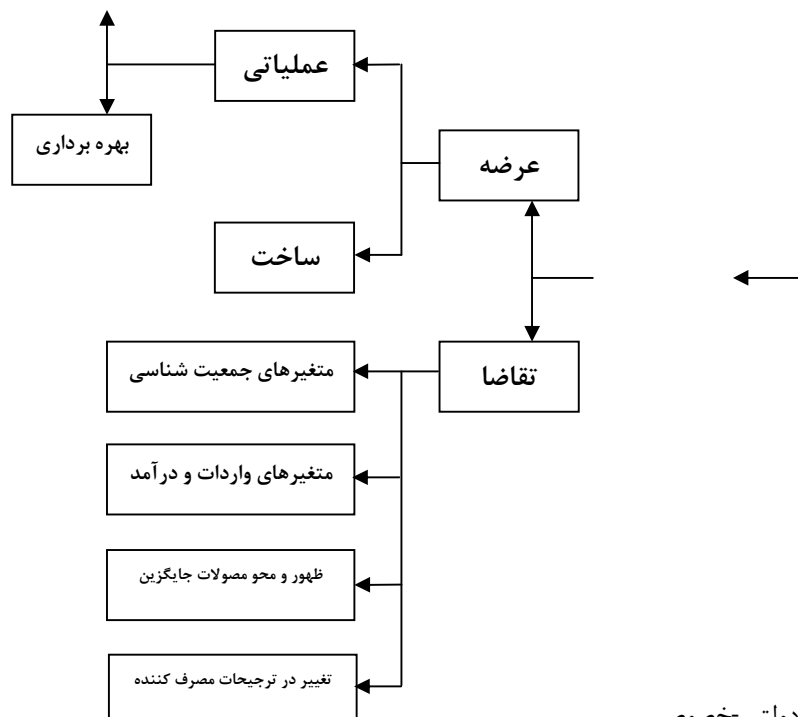 عملیاتی
بهره برداری
عرضه
ساخت
تقاضا
متغیرهای جمعیت شناسی
متغیرهای واردات و درآمد
ظهور و محو مصولات جایگزین
تغییر در ترجیحات مصرف کننده